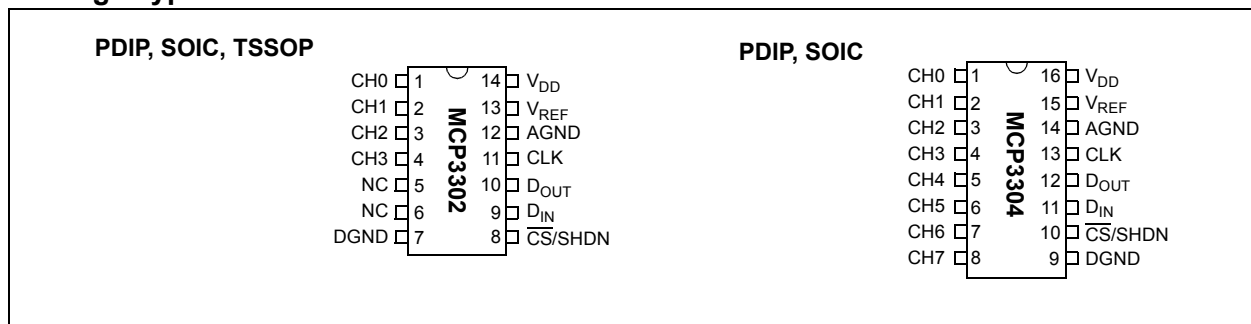 PDIP, SOIC, TSSOP
CH0 1 14 VDD
CH1 2 13 VREF
CH2 3 12 AGND
CH3 4 11 CLK
NC 5 10 DOUT
NC 6 9 DIN
DGND 7 8 CS/SHDN
MCP3302
PDIP, SOIC
CH0 1 16 VDD
CH1 2 15 VREF
CH2 3 14 AGND
CH3 4 13 CLK
CH4 5 12 DOUT
CH5 6 11 DIN
CH6 7 10 CS/SHDN
CH7 8 9 DGND
MCP3304